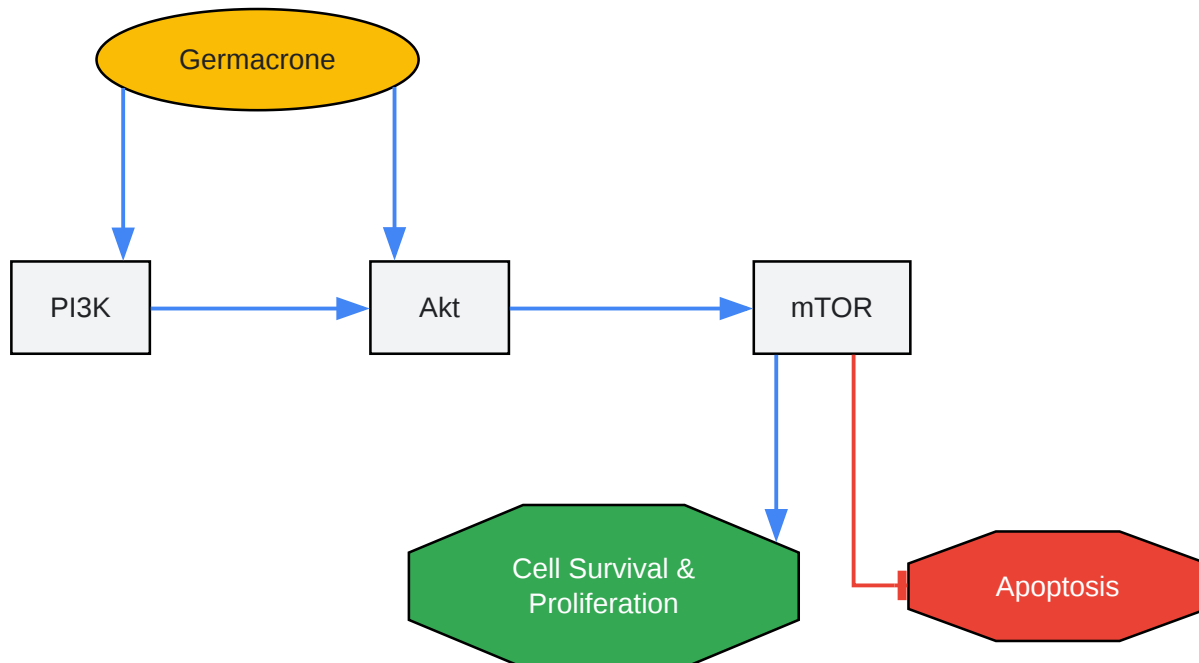 Germacrone
PI3K
Akt
mTOR
Cell Survival &
Proliferation
Apoptosis